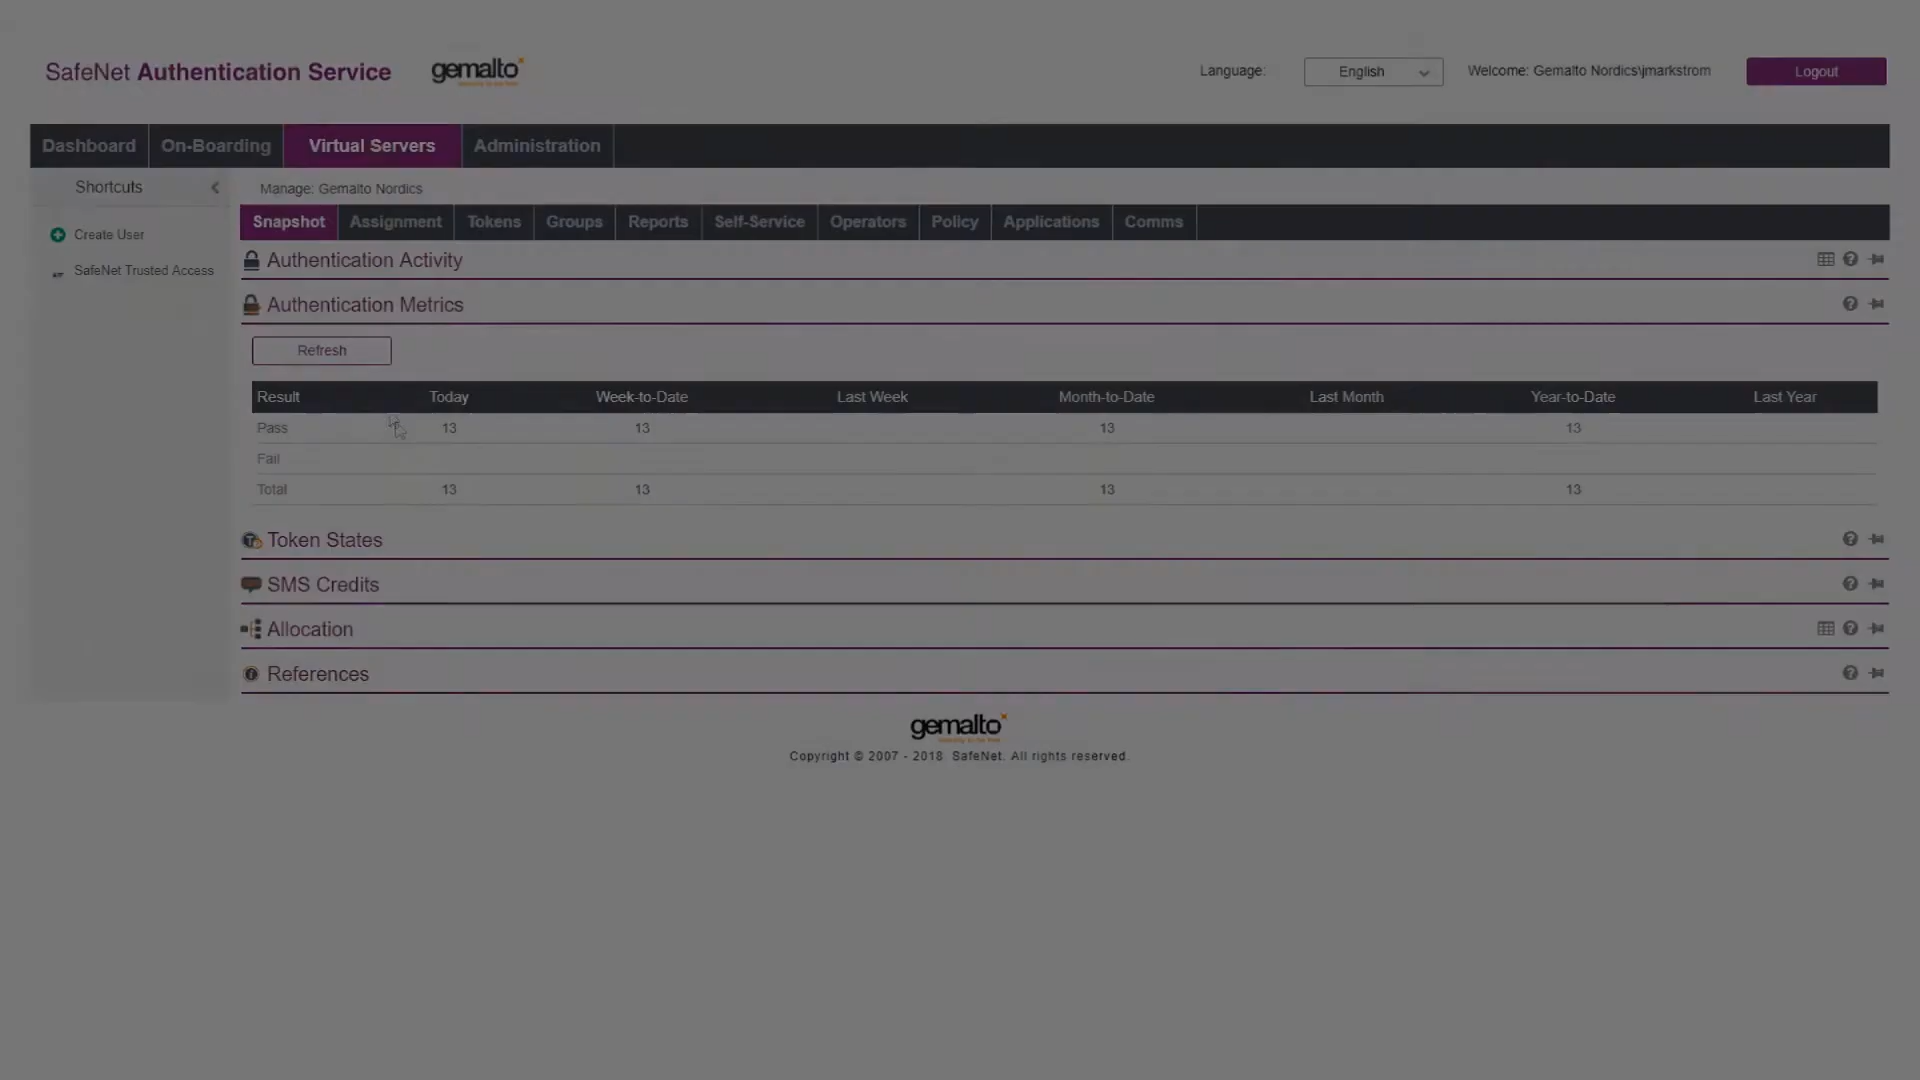 SafeNet Authentication Service
gemalto
Language: English Welcome: Gemalto Nordics\jmarkstrom Logout
Dashboard On-Boarding Virtual Servers Administration
Shortcuts
Create User
SafeNet Trusted Access
Manage: Gemalto Nordics
Snapshot Assignment Tokens Groups Reports Self-Service Operators Policy Applications Comms
Authentication Activity
Authentication Metrics
Refresh
Result Today Week-to-Date Last Week Month-to-Date Last Month Year-to-Date Last Year
Pass 13 13 13 13
Fail
Total 13 13 13 13
Token States
SMS Credits
Allocation
References
gemalto
Copyright © 2007 - 2018 SafeNet. All rights reserved.